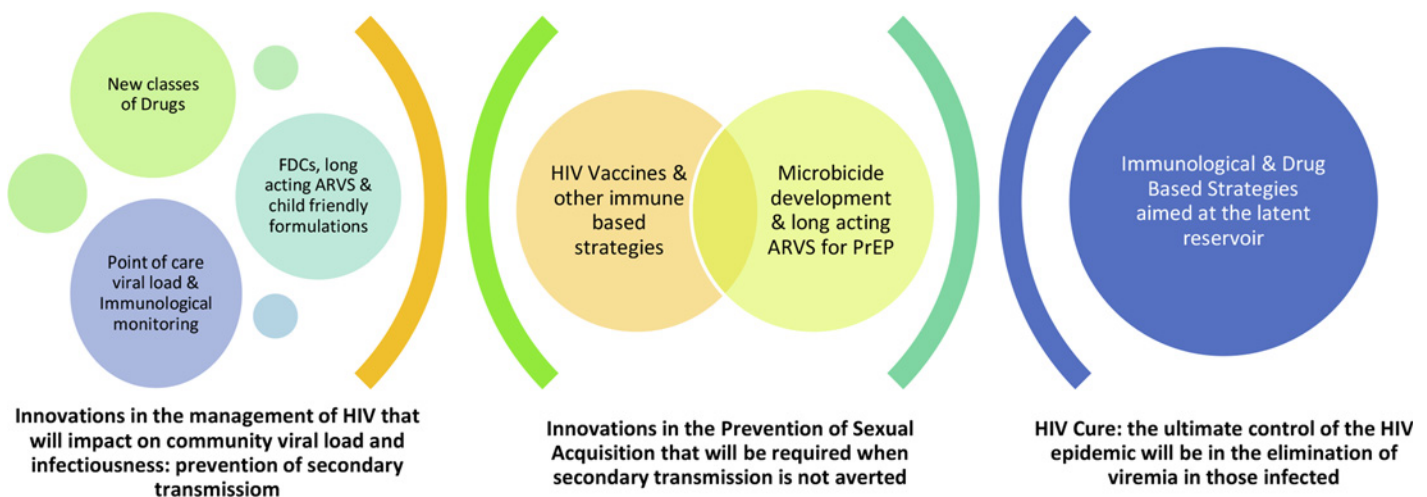 New classes
of Drugs
FDCs, long
acting ARVS &
child friendly
formulations
Point of care
viral load &
Immunological
monitoring
Innovations in the management of HIV that
will impact on community viral load and
infectiousness: prevention of secondary
transmissiom
HIV Vaccines &
other immune
based
strategies
Microbicide
development
& long acting
ARVS for PrEP
Innovations in the Prevention of Sexual
Acquisition that will be required when
secondary transmission is not averted
Immunological & Drug
Based Strategies
aimed at the latent
reservoir
HIV Cure: the ultimate control of the HIV
epidemic will be in the elimination of
viremia in those infected